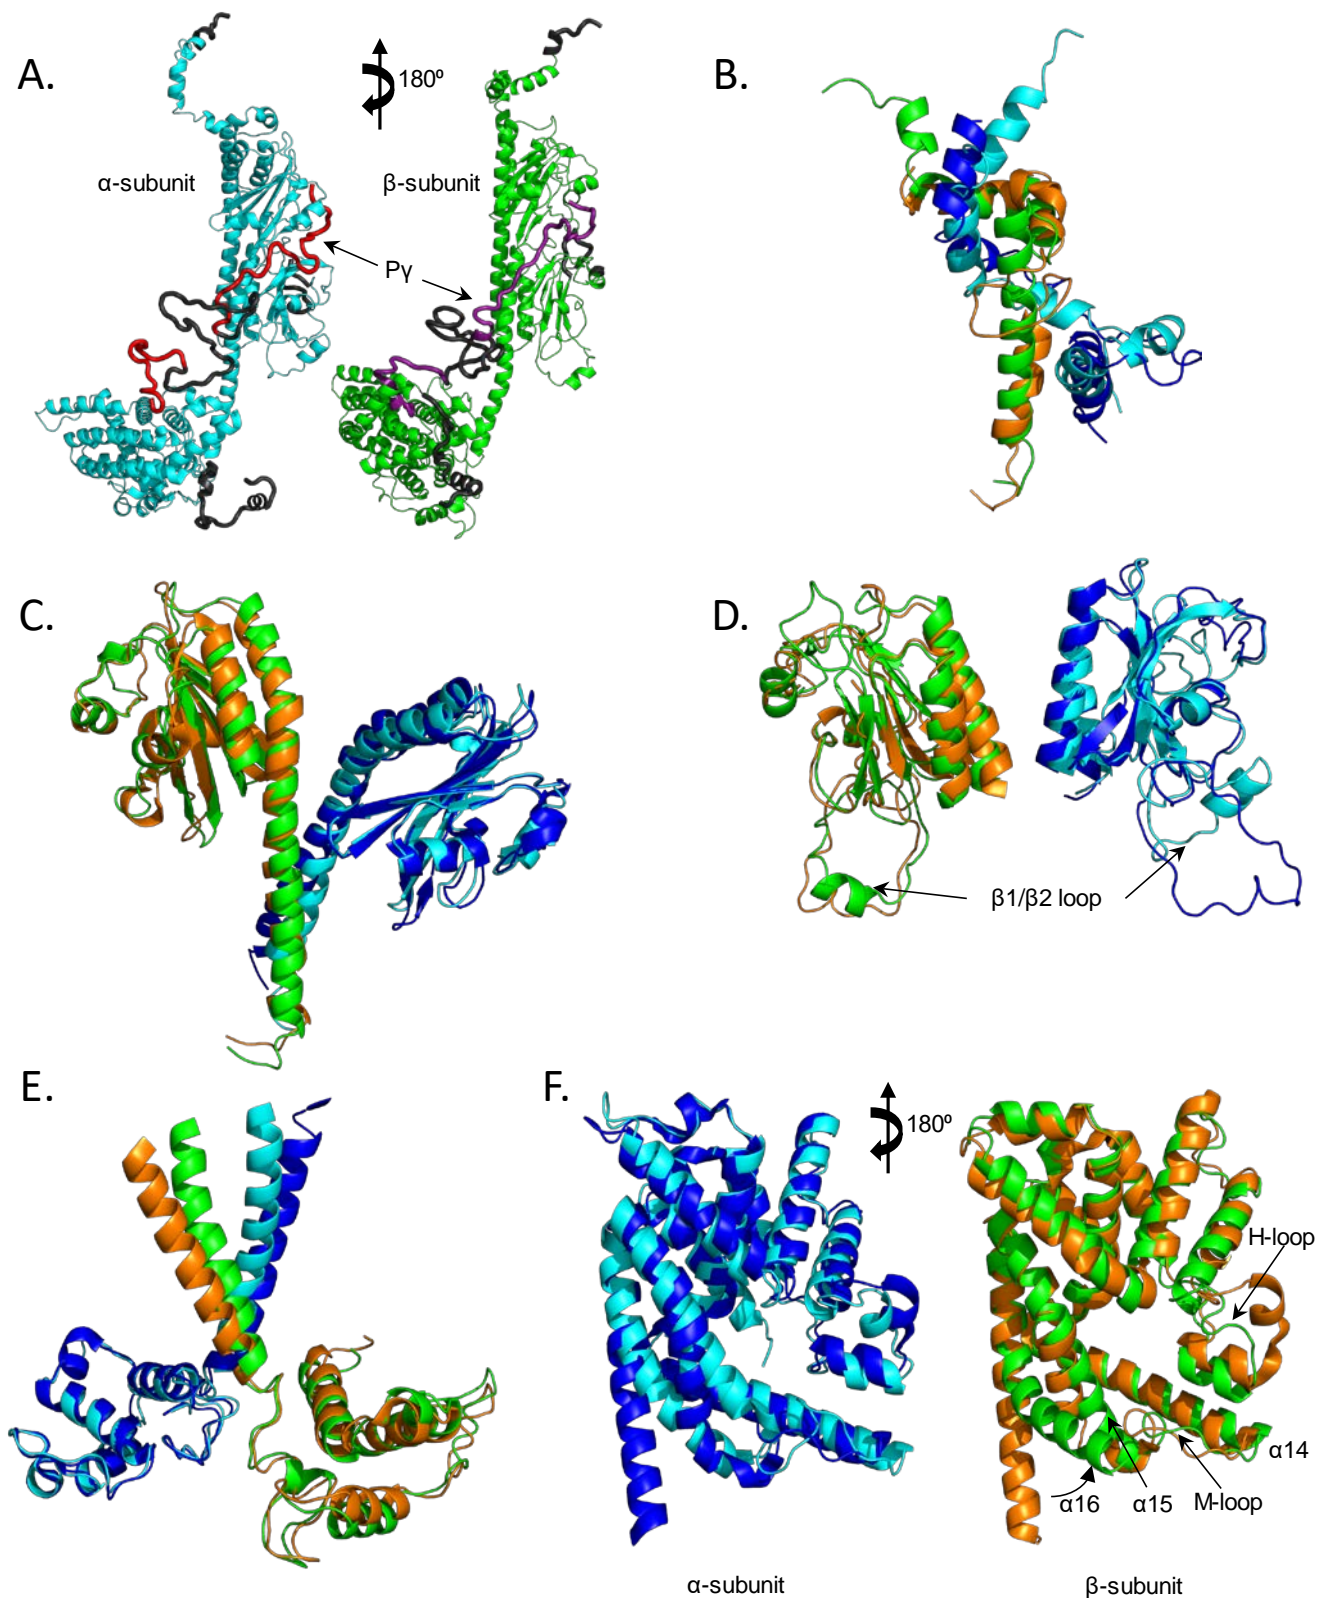 A.
180º
B.
α-subunit
β-subunit
Pγ
C.
D.
β1/β2 loop
E.
F.
180º
H-loop
α14
α16
α15
M-loop
α-subunit
β-subunit